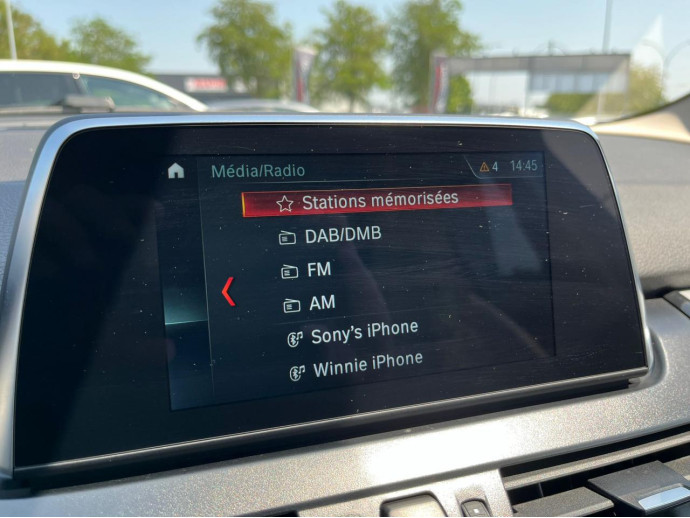 Média/Radio
4 14:45
Stations mémorisées
DAB/DMB
FM
AM
Sony's iPhone
Winnie iPhone